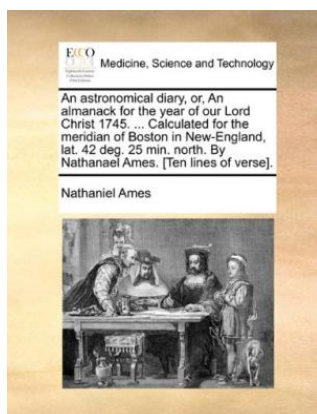 ECCO
Medicine, Science and Technology
An astronomical diary, or, An
almanack for the year of our Lord
Christ 1745. ... Calculated for the
meridian of Boston in New-England,
lat. 42 deg. 25 min. north. By
Nathanael Ames. [Ten lines of verse].
Nathaniel Ames